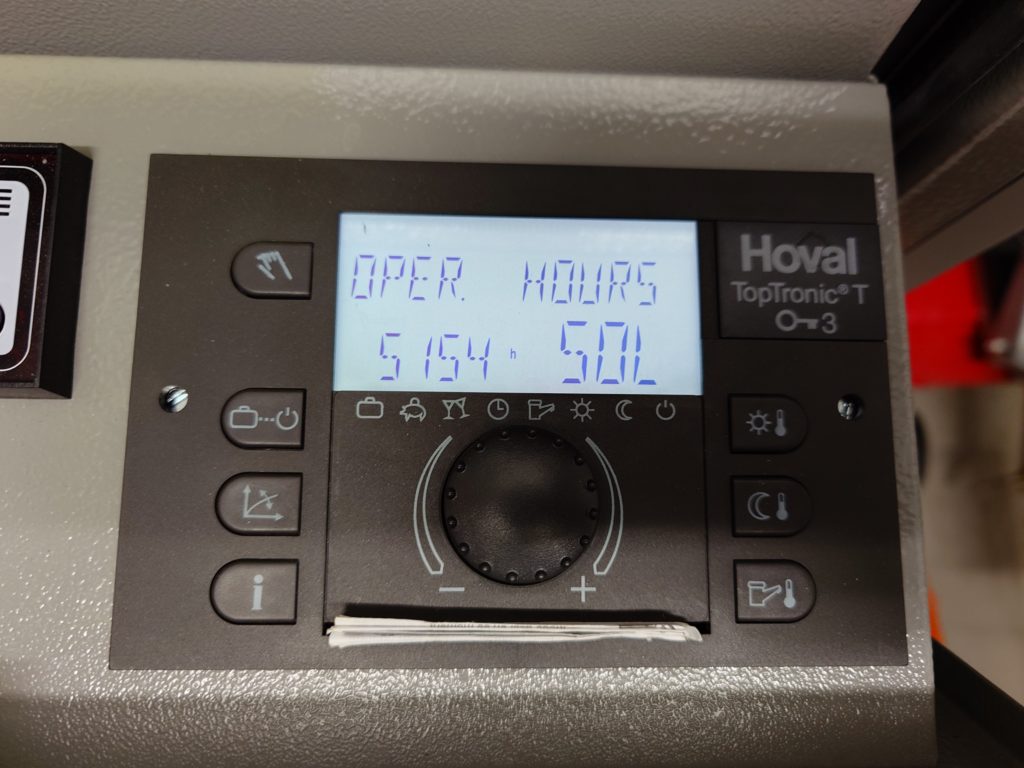 OPER. HOURS
5154 h SOL
Hoval
TopTronic® T
3
i
− +